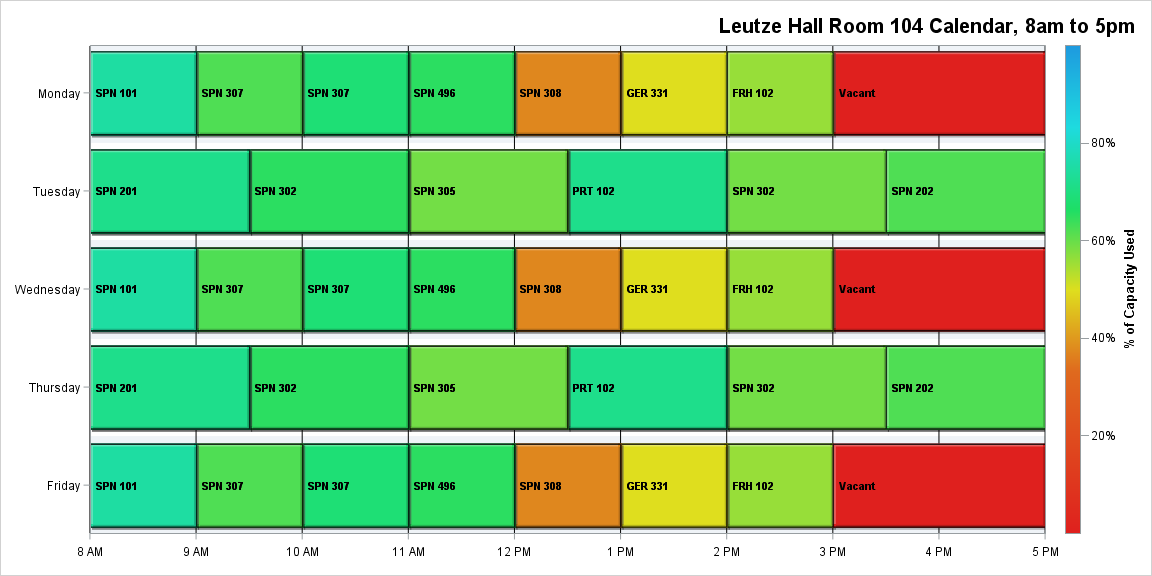 Leutze Hall Room 104 Calendar, 8am to 5pm
Monday
SPN 101
SPN 307
SPN 307
SPN 496
SPN 308
GER 331
FRH 102
Vacant
Tuesday
SPN 201
SPN 302
SPN 305
PRT 102
SPN 302
SPN 202
Wednesday
SPN 101
SPN 307
SPN 307
SPN 496
SPN 308
GER 331
FRH 102
Vacant
Thursday
SPN 201
SPN 302
SPN 305
PRT 102
SPN 302
SPN 202
Friday
SPN 101
SPN 307
SPN 307
SPN 496
SPN 308
GER 331
FRH 102
Vacant
8 AM
9 AM
10 AM
11 AM
12 PM
1 PM
2 PM
3 PM
4 PM
5 PM
80%
60%
40%
20%
% of Capacity Used